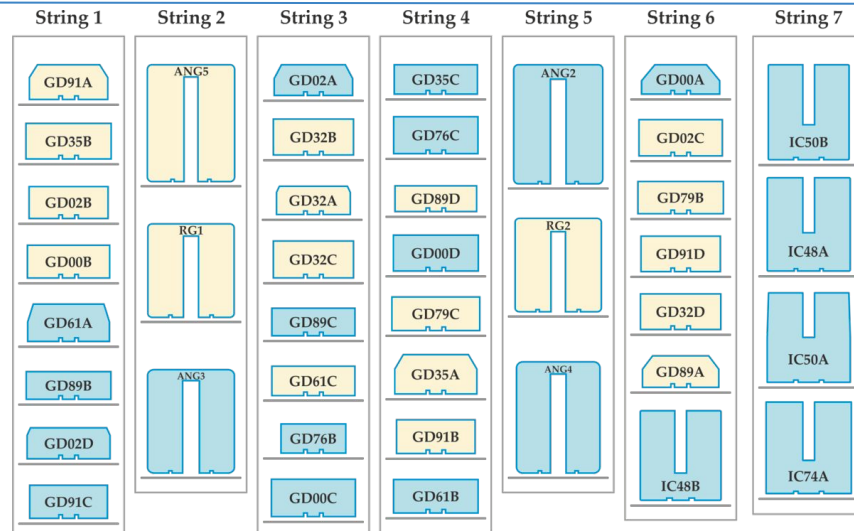 String 1
String 2
String 3
String 4
String 5
String 6
String 7
GD91A
GD35B
GD02B
GD00B
GD61A
GD89B
GD02D
GD91C
ANG5
RG1
ANG3
GD02A
GD32B
GD32A
GD32C
GD89C
GD61C
GD76B
GD00C
GD35C
GD76C
GD89D
GD00D
GD79C
GD35A
GD91B
GD61B
ANG2
RG2
ANG4
GD00A
GD02C
GD79B
GD91D
GD32D
GD89A
IC48B
IC50B
IC48A
IC50A
IC74A